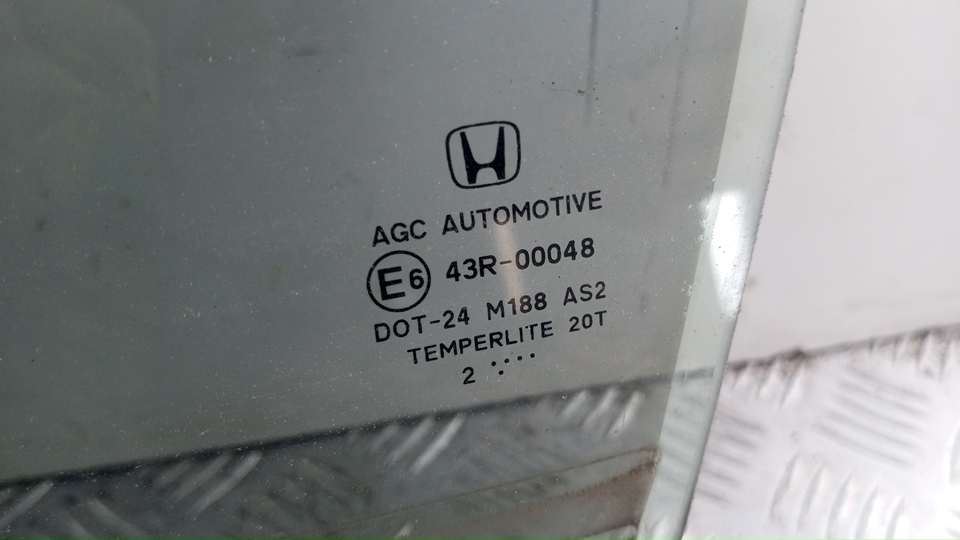 AGC AUTOMOTIVE
E6 43R-00048
DOT-24 M188 AS2
TEMPERLITE 20T
2